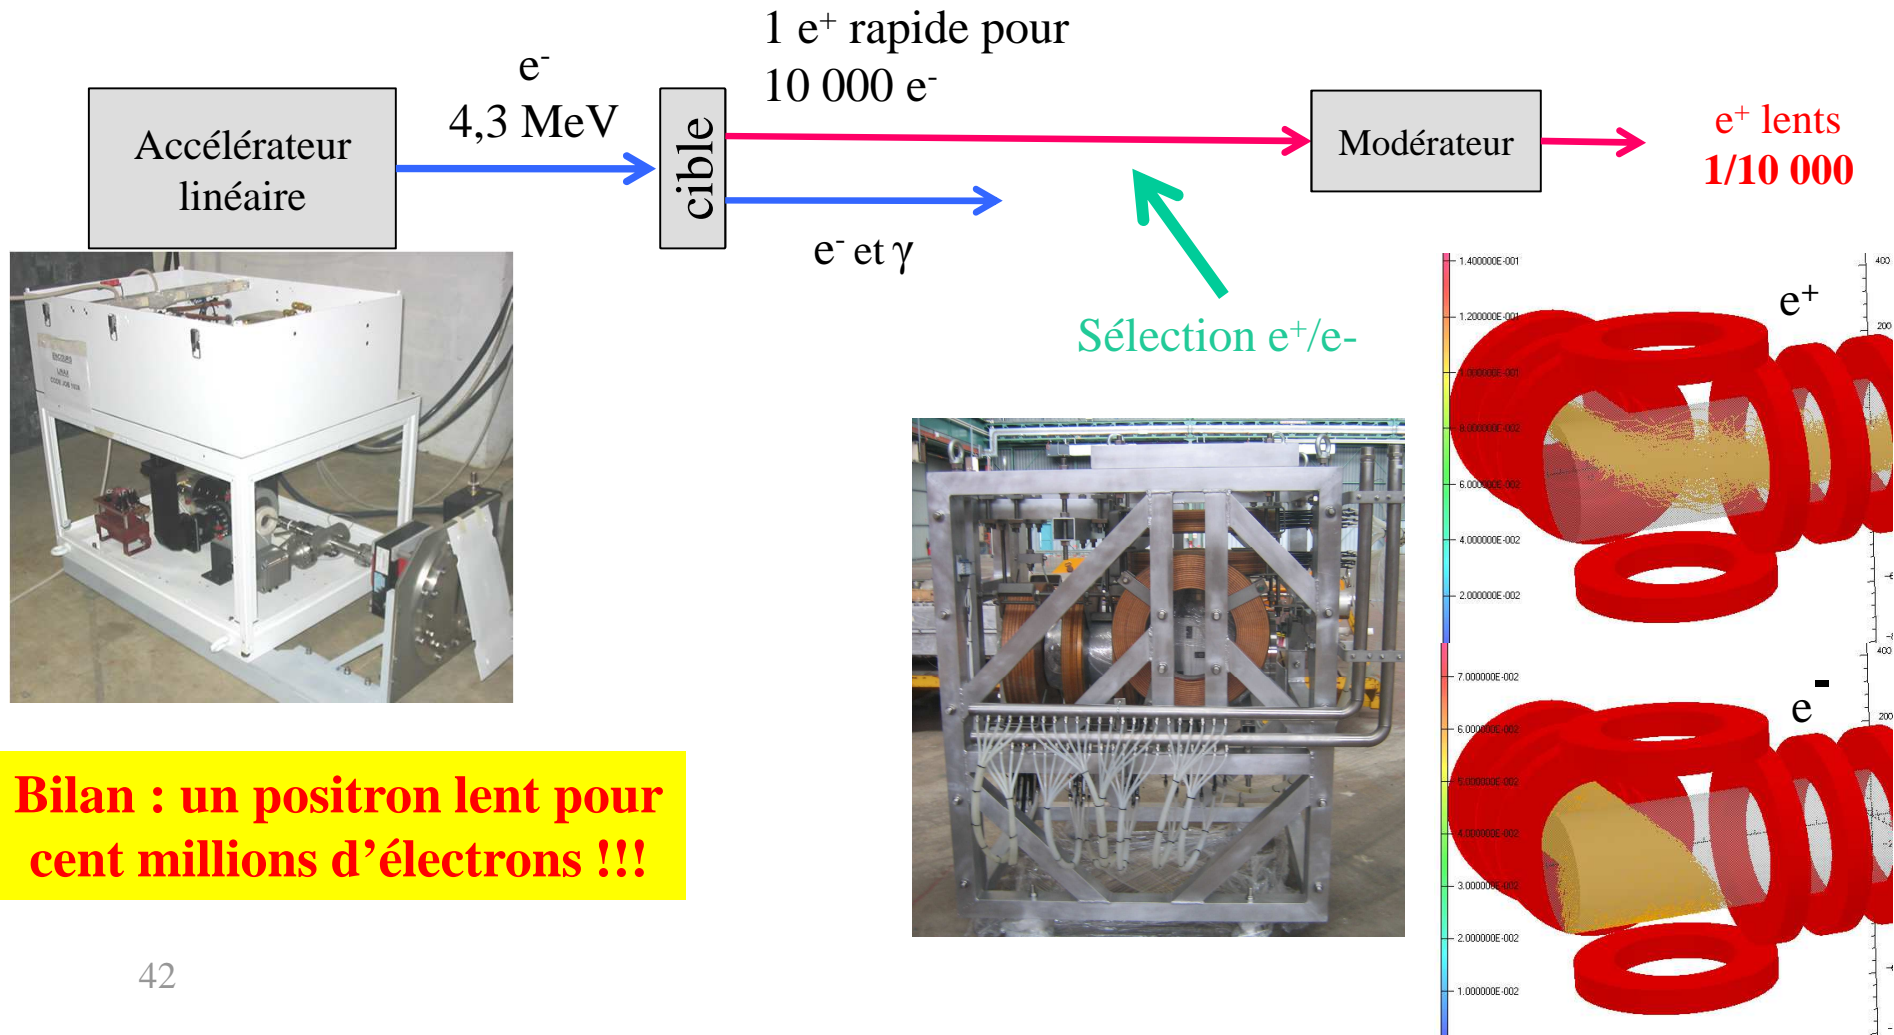 1 e⁺ rapide pour
10 000 e⁻
e⁻
4,3 MeV
Accélérateur
linéaire
cible
Modérateur
e⁺ lents
1/10 000
e⁻ et γ
Sélection e⁺/e-
1.400000E-001
1.200000E-001
1.000000E-001
8.000000E-002
6.000000E-002
4.000000E-002
2.000000E-002
400
200
e⁺
7.000000E-002
6.000000E-002
5.000000E-002
4.000000E-002
3.000000E-002
2.000000E-002
1.000000E-002
400
200
e⁻
Bilan : un positron lent pour
cent millions d’électrons !!!
42